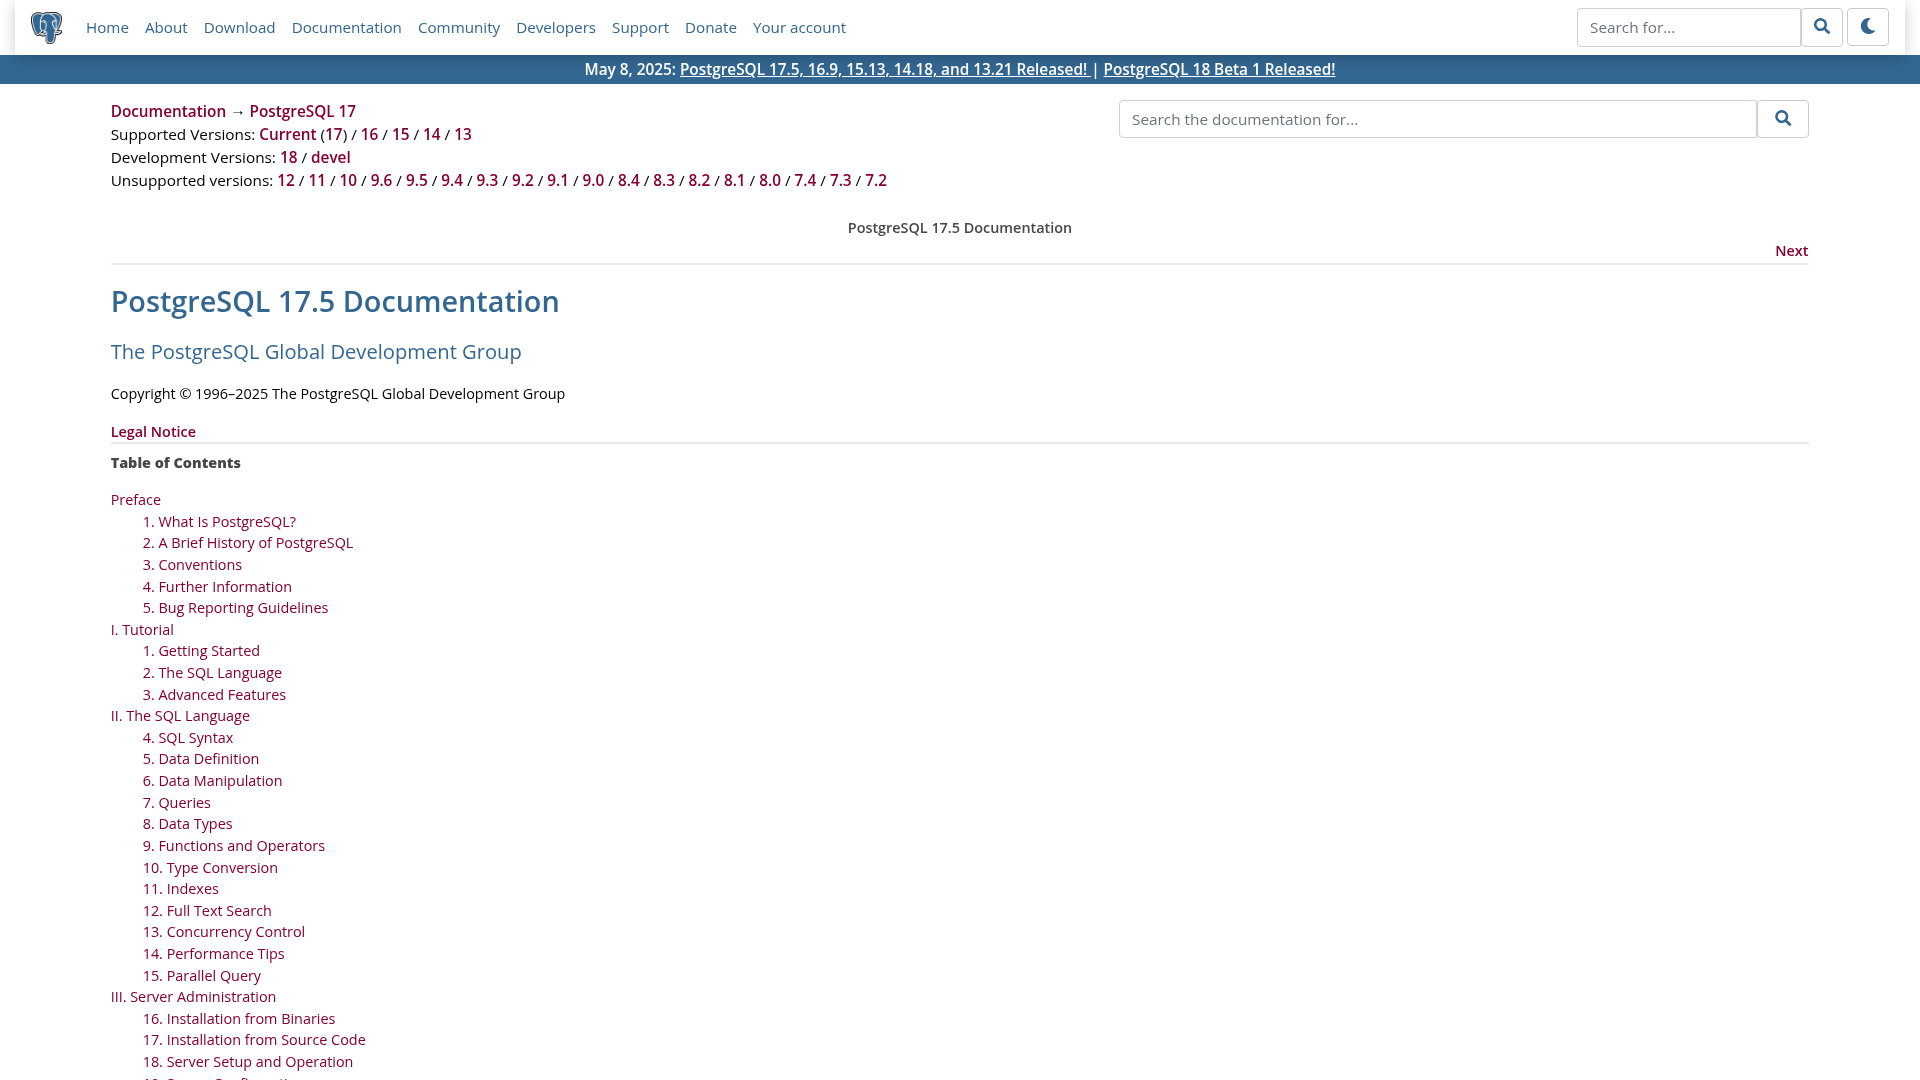 Home About Download Documentation Community Developers Support Donate Your account Search for...
May 8, 2025: PostgreSQL 17.5, 16.9, 15.13, 14.18, and 13.21 Released! | PostgreSQL 18 Beta 1 Released!
Documentation → PostgreSQL 17
Search the documentation for...
Supported Versions: Current (17) / 16 / 15 / 14 / 13
Development Versions: 18 / devel
Unsupported versions: 12 / 11 / 10 / 9.6 / 9.5 / 9.4 / 9.3 / 9.2 / 9.1 / 9.0 / 8.4 / 8.3 / 8.2 / 8.1 / 8.0 / 7.4 / 7.3 / 7.2
PostgreSQL 17.5 Documentation
Next
PostgreSQL 17.5 Documentation
The PostgreSQL Global Development Group
Copyright © 1996–2025 The PostgreSQL Global Development Group
Legal Notice
Table of Contents
Preface
1. What Is PostgreSQL?
2. A Brief History of PostgreSQL
3. Conventions
4. Further Information
5. Bug Reporting Guidelines
I. Tutorial
1. Getting Started
2. The SQL Language
3. Advanced Features
II. The SQL Language
4. SQL Syntax
5. Data Definition
6. Data Manipulation
7. Queries
8. Data Types
9. Functions and Operators
10. Type Conversion
11. Indexes
12. Full Text Search
13. Concurrency Control
14. Performance Tips
15. Parallel Query
III. Server Administration
16. Installation from Binaries
17. Installation from Source Code
18. Server Setup and Operation